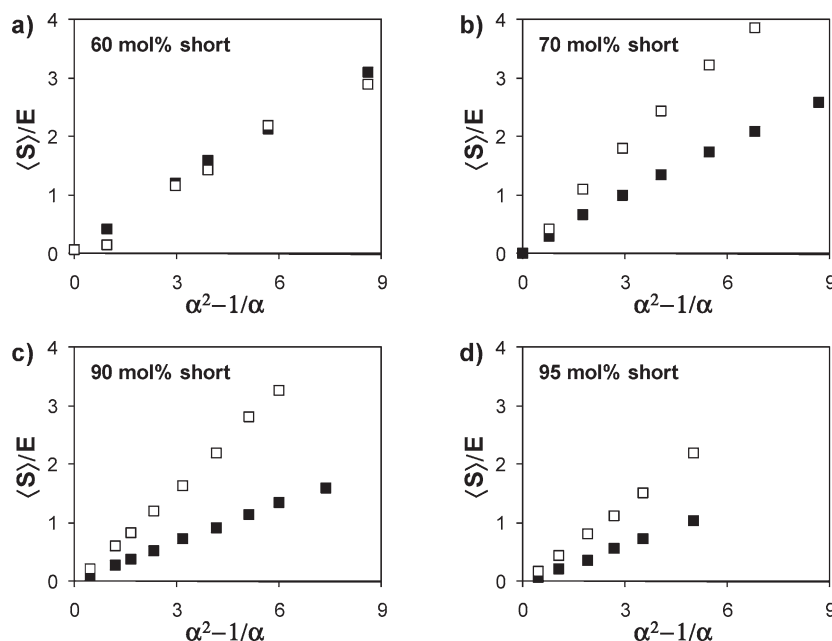 a)
60 mol% short
⟨S⟩/E
4
3
2
1
0
0 3 6 9
α²−1/α
b)
70 mol% short
⟨S⟩/E
4
3
2
1
0
0 3 6 9
α²−1/α
c)
90 mol% short
⟨S⟩/E
4
3
2
1
0
0 3 6 9
α²−1/α
d)
95 mol% short
⟨S⟩/E
4
3
2
1
0
0 3 6 9
α²−1/α